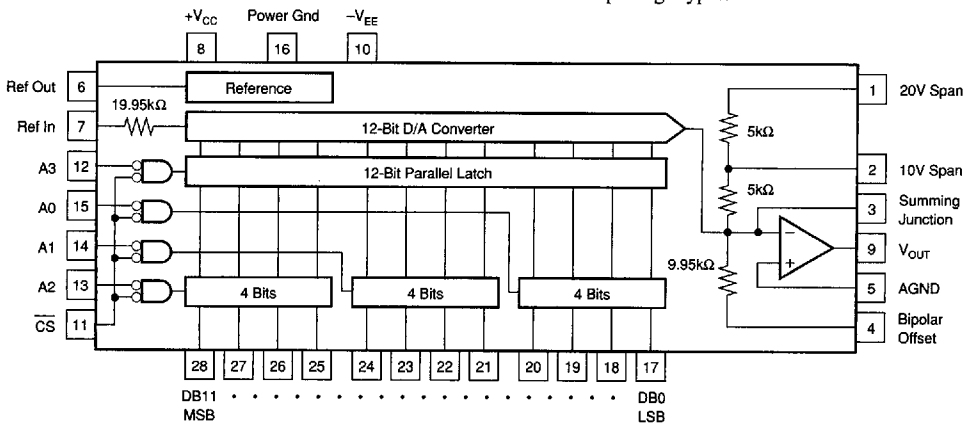 +VCC Power Gnd –VEE
8 16 10
Ref Out 6 Reference 1 20V Span
19.95kΩ
Ref In 7 12-Bit D/A Converter 5kΩ
A3 12 12-Bit Parallel Latch 2 10V Span
A0 15 5kΩ 3 Summing Junction
A1 14 – 9 VOUT
9.95kΩ
A2 13 4 Bits 4 Bits 4 Bits + 5 AGND
CS 11 4 Bipolar Offset
28 27 26 25 24 23 22 21 20 19 18 17
DB11 . . . . . . . . . . . . . . . . . . . . DB0
MSB LSB